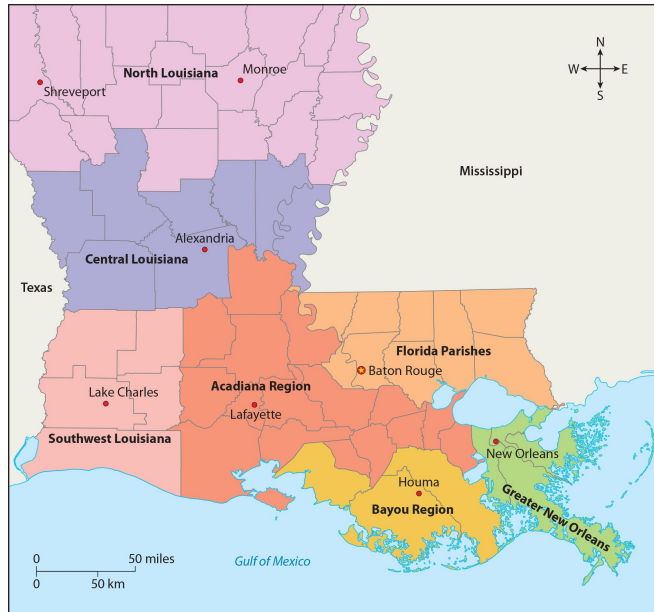 N
W E
S
North Louisiana
Monroe
Shreveport
Mississippi
Alexandria
Central Louisiana
Texas
Florida Parishes
Baton Rouge
Acadiana Region
Lake Charles
Lafayette
Southwest Louisiana
New Orleans
Houma
Bayou Region
Greater New Orleans
0 50 miles
0 50 km
Gulf of Mexico